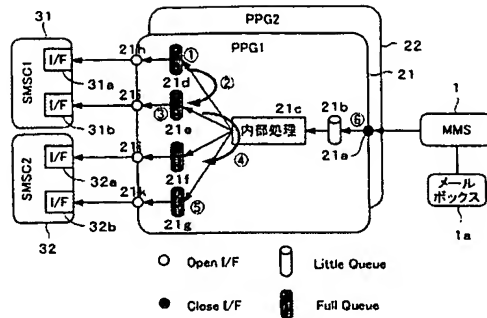 PPG2
PPG1
31
SMSC1
I/F
31a
I/F
31b
SMSC2
I/F
32a
I/F
32b
32
21h
①
21d
②
③
21e
④
21f
21k
⑤
21g
内部処理
21c
21b
⑥
21a
22
21
1
MMS
メール
ボックス
1a
Open I/F
Little Queue
Close I/F
Full Queue